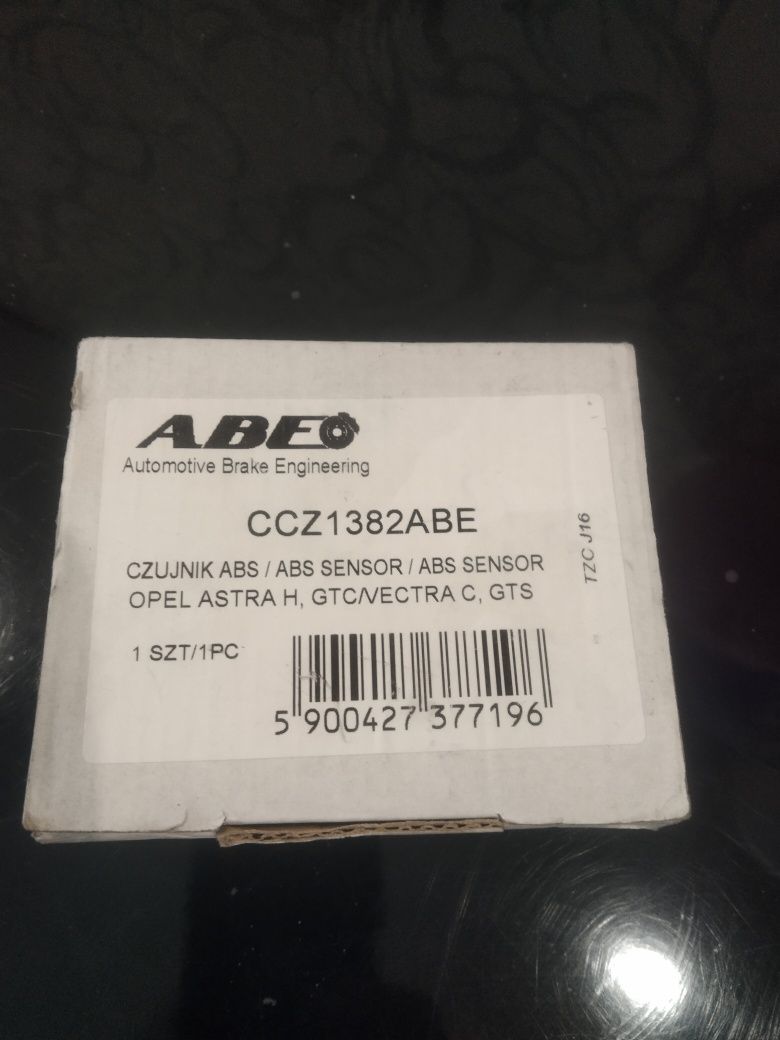 ABE
Automotive Brake Engineering
CCZ1382ABE
CZUJNIK ABS / ABS SENSOR / ABS SENSOR
OPEL ASTRA H, GTC/VECTRA C, GTS
1 SZT/1PC
5 900427 377196
TZC J16